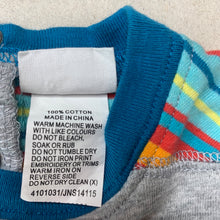 100% COTTON
MADE IN CHINA
WARM MACHINE WASH
WITH LIKE COLOURS
DO NOT BLEACH,
SOAK OR RUB
DO NOT TUMBLE DRY
DO NOT IRON PRINT
EMBROIDERY OR TRIMS
WARM IRON ON
REVERSE SIDE
DO NOT DRY CLEAN (X)
4101031/JNS14115